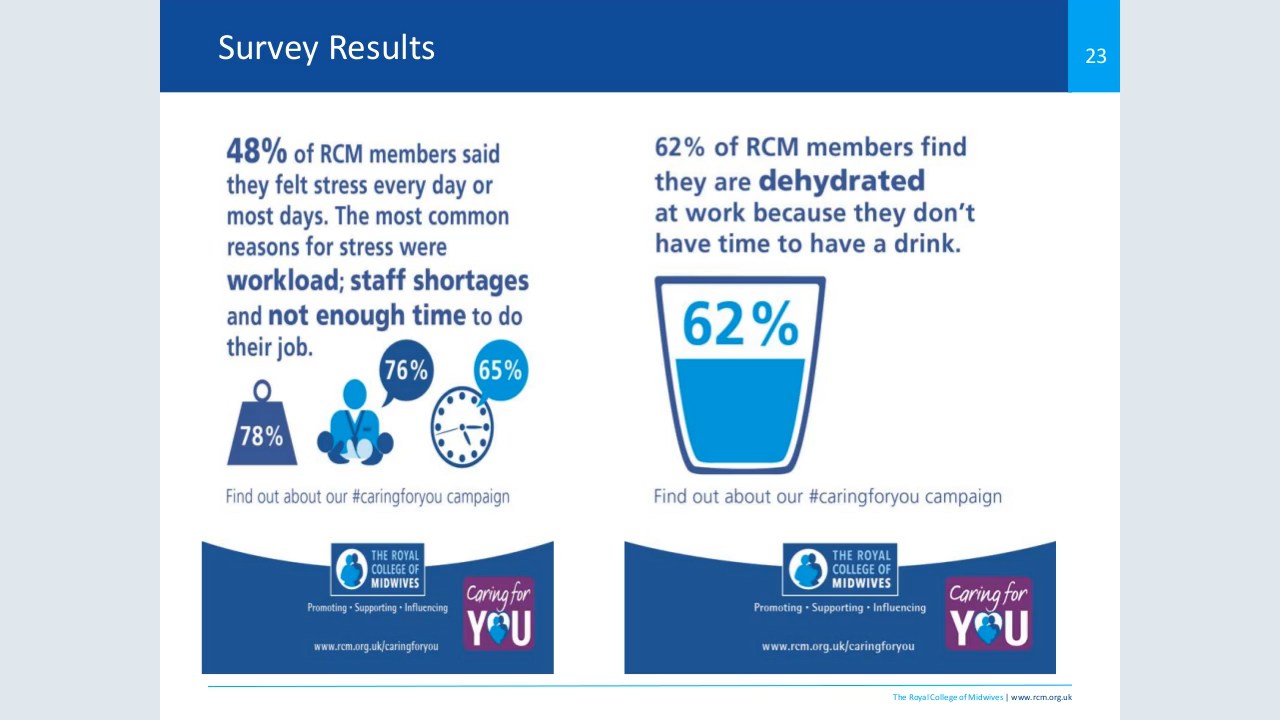 Survey Results
23
48% of RCM members said
they felt stress every day or
most days. The most common
reasons for stress were
workload; staff shortages
and not enough time to do
their job.
78%
76%
65%
Find out about our #caringforyou campaign
THE ROYAL
COLLEGE OF
MIDWIVES
Promoting • Supporting • Influencing
www.rcm.org.uk/caringforyou
Caring for
YOU
62% of RCM members find
they are dehydrated
at work because they don't
have time to have a drink.
62%
Find out about our #caringforyou campaign
THE ROYAL
COLLEGE OF
MIDWIVES
Promoting • Supporting • Influencing
www.rcm.org.uk/caringforyou
Caring for
YOU
The Royal College of Midwives | www.rcm.org.uk